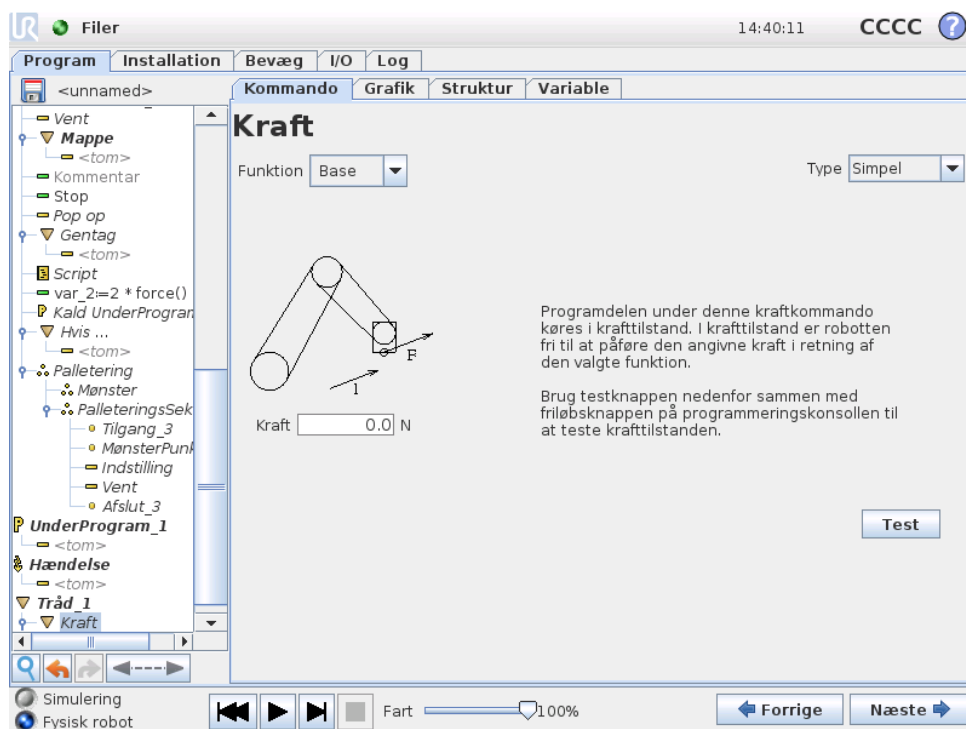 UR Filer 14:40:11 CCCC ?
Program Installation Bevæg I/O Log
<unnamed>
Kommando Grafik Struktur Variable
Vent
Mappe
<tom>
Kommentar
Stop
Pop op
Gentag
<tom>
Script
var_2:=2 * force()
Kald UnderProgram
Hvis ...
<tom>
Palletering
Mønster
PalleteringsSek
Tilgang_3
MønsterPunk
Indstilling
Vent
Afslut_3
UnderProgram_1
<tom>
Hændelse
<tom>
Tråd_1
Kraft
Kraft
Funktion Base
Type Simpel
F
l
Kraft 0.0 N
Programdelen under denne kraftkommando
køres i krafttilstand. I krafttilstand er robotten
fri til at påføre den angivne kraft i retning af
den valgte funktion.
Brug testknappen nedenfor sammen med
friløbsknappen på programmeringskonsollen til
at teste krafttilstanden.
Test
Simulering
Fysisk robot
Fart 100%
Forrige Næste